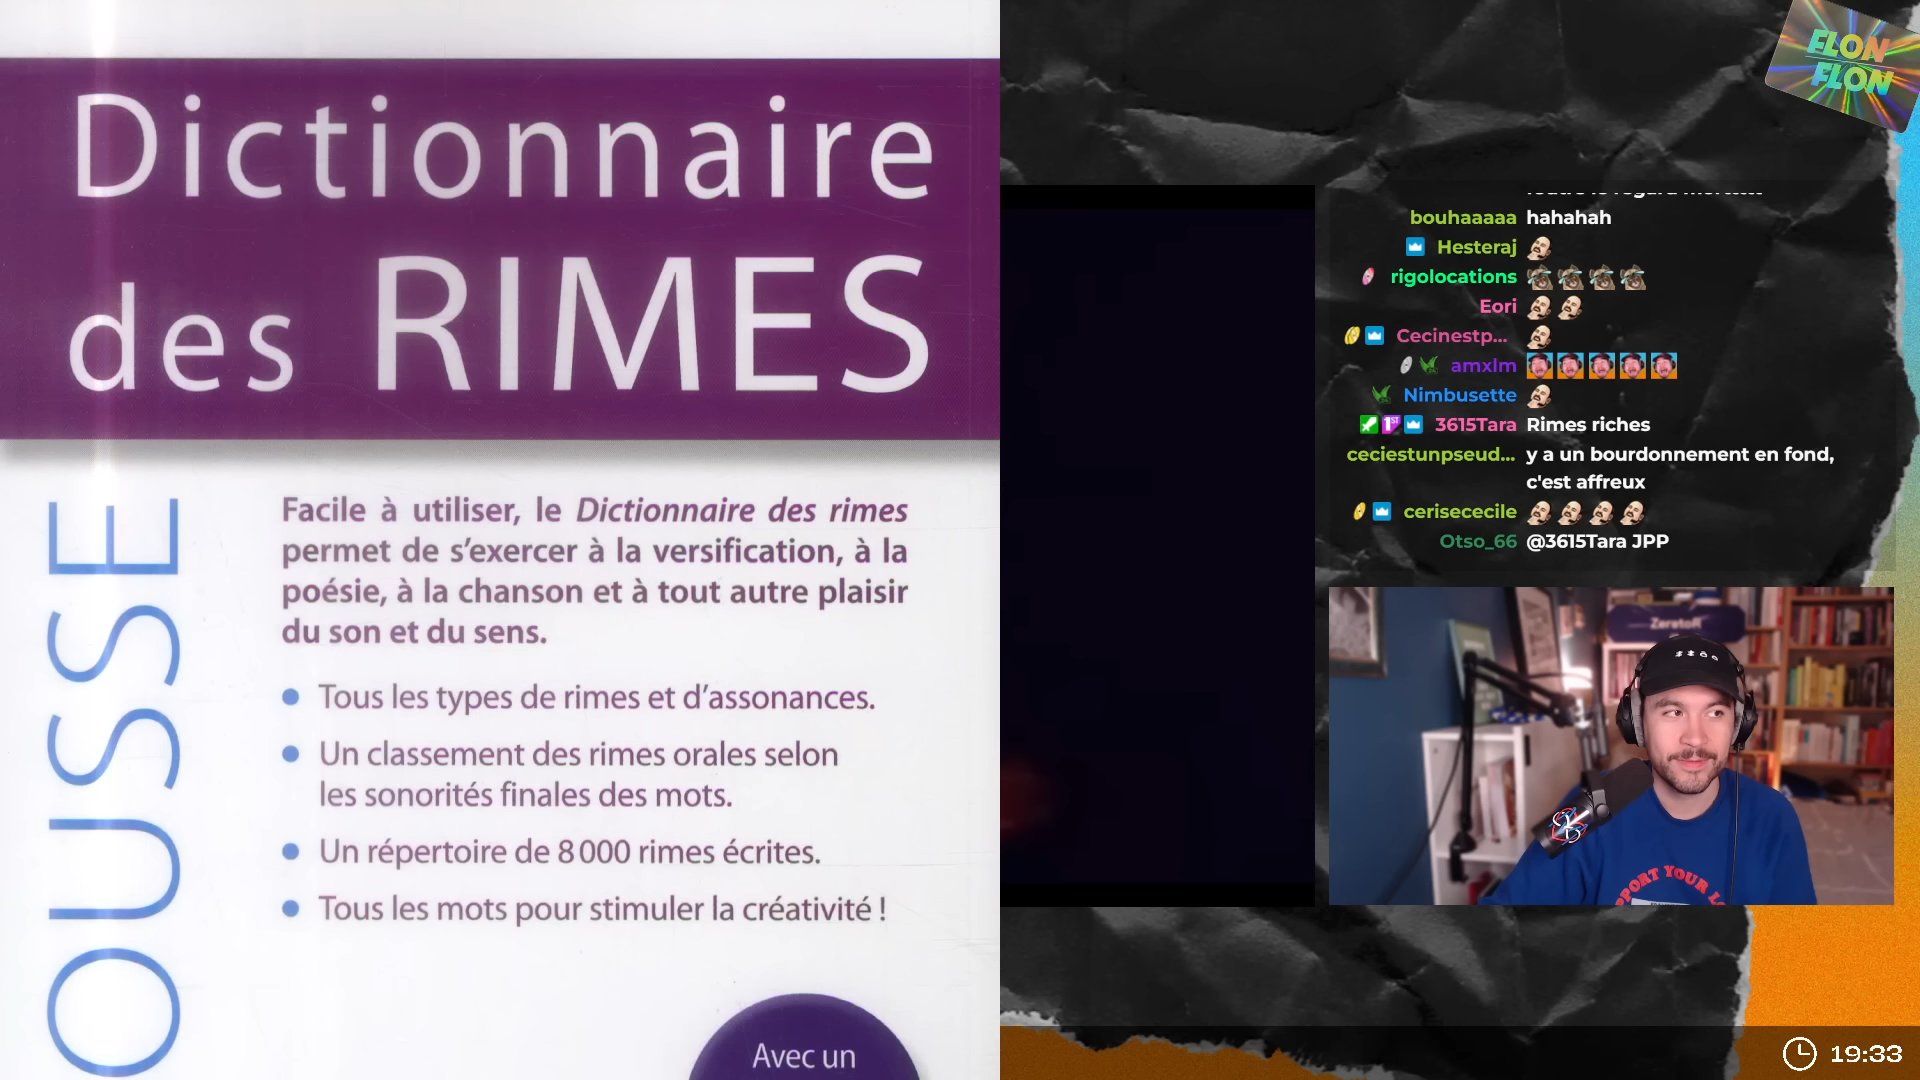 Dictionnaire
des RIMES
OUSSE
Facile à utiliser, le Dictionnaire des rimes
permet de s’exercer à la versification, à la
poésie, à la chanson et à tout autre plaisir
du son et du sens.
Tous les types de rimes et d’assonances.
Un classement des rimes orales selon
les sonorités finales des mots.
Un répertoire de 8 000 rimes écrites.
Tous les mots pour stimuler la créativité !
Avec un
FLON
FLON
bouhaaaaa hahahah
Hesteraj
rigolocations
Eori
Cecinestp...
amxlm
Nimbusette
3615Tara Rimes riches
ceciestunpseud... y a un bourdonnement en fond,
c'est affreux
cerisececile
Otso_66 @3615Tara JPP
ZeratoR
PORT YOUR L
19:33